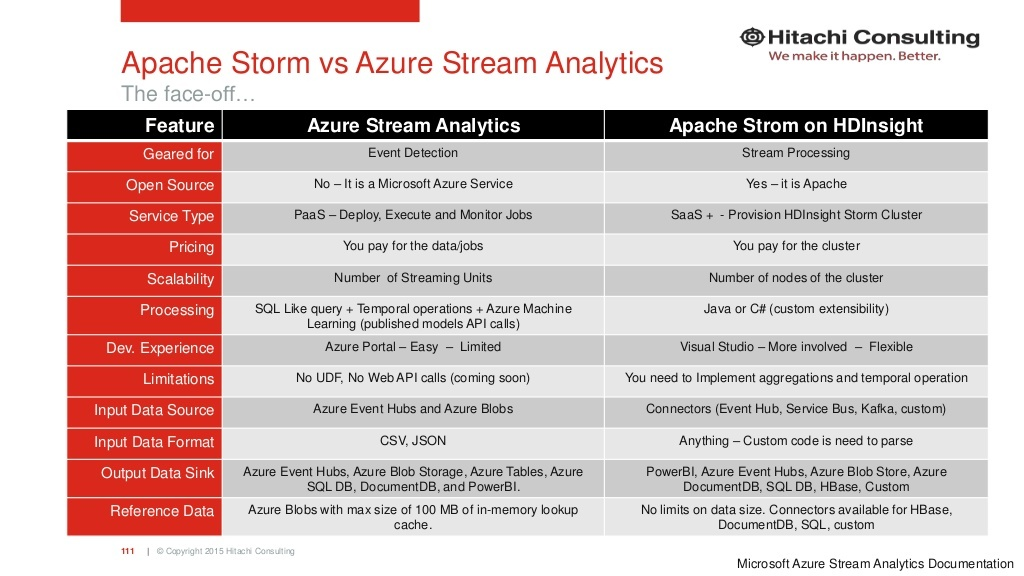 Hitachi Consulting
We make it happen. Better.
Apache Storm vs Azure Stream Analytics
The face-off…
Feature Azure Stream Analytics Apache Strom on HDInsight
Geared for Event Detection Stream Processing
Open Source No – It is a Microsoft Azure Service Yes – it is Apache
Service Type PaaS – Deploy, Execute and Monitor Jobs SaaS + - Provision HDInsight Storm Cluster
Pricing You pay for the data/jobs You pay for the cluster
Scalability Number of Streaming Units Number of nodes of the cluster
Processing SQL Like query + Temporal operations + Azure Machine Java or C# (custom extensibility)
Learning (published models API calls)
Dev. Experience Azure Portal – Easy – Limited Visual Studio – More involved – Flexible
Limitations No UDF, No Web API calls (coming soon) You need to Implement aggregations and temporal operation
Input Data Source Azure Event Hubs and Azure Blobs Connectors (Event Hub, Service Bus, Kafka, custom)
Input Data Format CSV, JSON Anything – Custom code is need to parse
Output Data Sink Azure Event Hubs, Azure Blob Storage, Azure Tables, Azure PowerBI, Azure Event Hubs, Azure Blob Store, Azure
SQL DB, DocumentDB, and PowerBI. DocumentDB, SQL DB, HBase, Custom
Reference Data Azure Blobs with max size of 100 MB of in-memory lookup No limits on data size. Connectors available for HBase,
cache. DocumentDB, SQL, custom
111 | © Copyright 2015 Hitachi Consulting
Microsoft Azure Stream Analytics Documentation